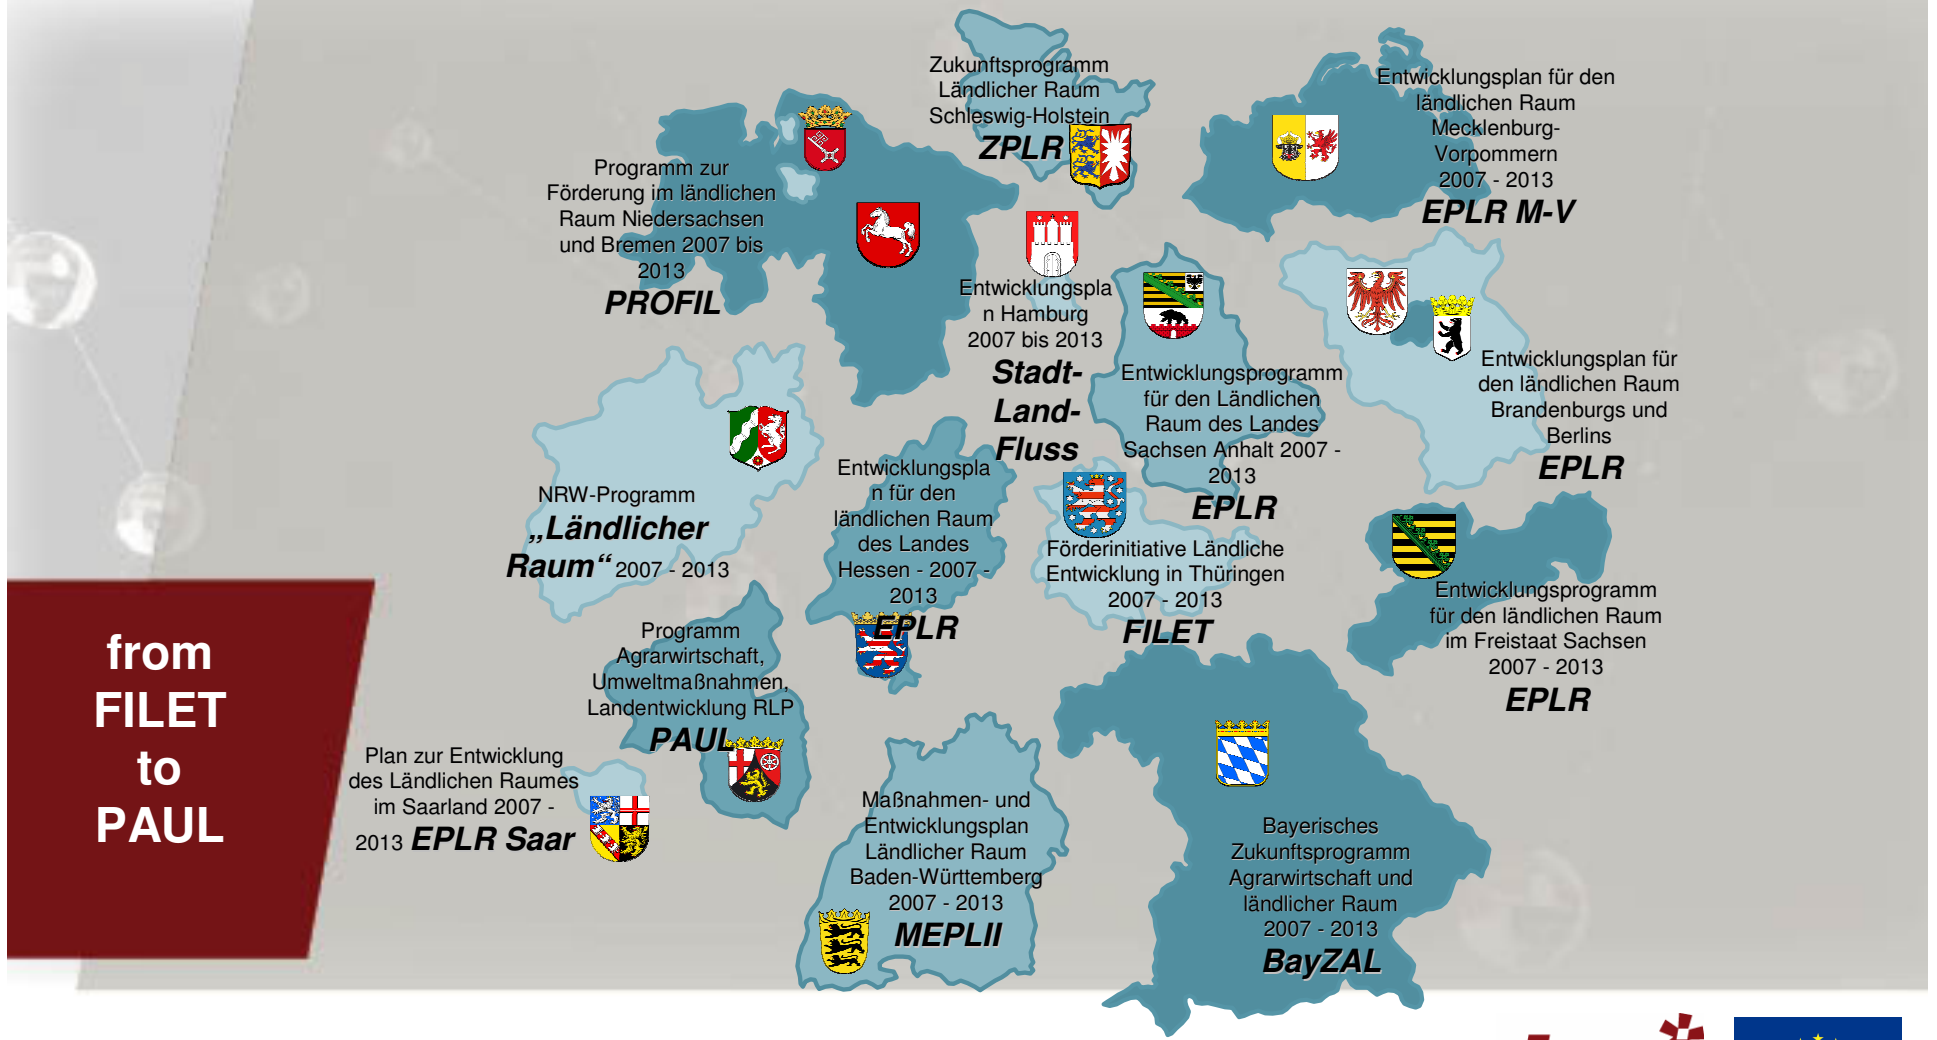 Zukunftsprogramm
Ländlicher Raum
Schleswig-Holstein
ZPLR
Entwicklungsplan für den
ländlichen Raum
Mecklenburg-
Vorpommern
2007 - 2013
EPLR M-V
Programm zur
Förderung im ländlichen
Raum Niedersachsen
und Bremen 2007 bis
2013
PROFIL
Entwicklungspla
n Hamburg
2007 bis 2013
Stadt-
Land-
Fluss
Entwicklungsprogramm
für den Ländlichen
Raum des Landes
Sachsen Anhalt 2007 -
2013
EPLR
Entwicklungsplan für
den ländlichen Raum
Brandenburgs und
Berlins
EPLR
NRW-Programm
„Ländlicher
Raum“ 2007 - 2013
Entwicklungspla
n für den
ländlichen Raum
des Landes
Hessen - 2007 -
2013
EPLR
Förderinitiative Ländliche
Entwicklung in Thüringen
2007 - 2013
FILET
Entwicklungsprogramm
für den ländlichen Raum
im Freistaat Sachsen
2007 - 2013
EPLR
from
FILET
to
PAUL
Programm
Agrarwirtschaft,
Umweltmaßnahmen,
Landentwicklung RLP
PAUL
Plan zur Entwicklung
des Ländlichen Raumes
im Saarland 2007 -
2013 EPLR Saar
Maßnahmen- und
Entwicklungsplan
Ländlicher Raum
Baden-Württemberg
2007 - 2013
MEPLII
Bayerisches
Zukunftsprogramm
Agrarwirtschaft und
ländlicher Raum
2007 - 2013
BayZAL